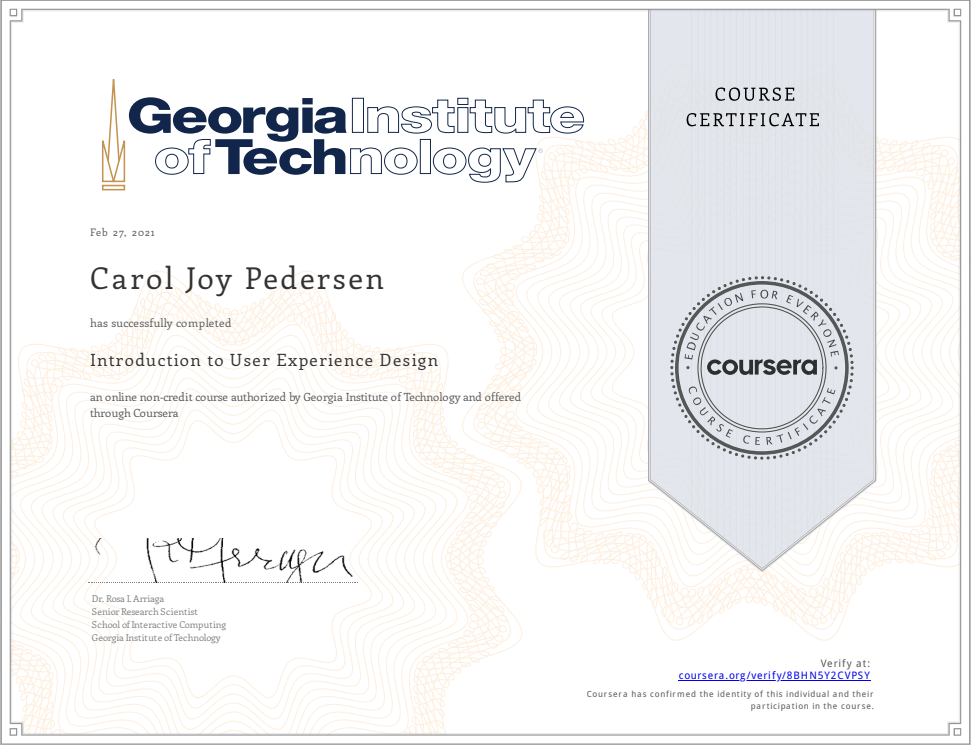 Georgia Institute
of Technology
COURSE
CERTIFICATE
Feb 27, 2021
Carol Joy Pedersen
has successfully completed
Introduction to User Experience Design
an online non-credit course authorized by Georgia Institute of Technology and offered
through Coursera
EDUCATION FOR EVERYONE
coursera
COURSE CERTIFICATE
Dr. Rosa I. Arriaga
Senior Research Scientist
School of Interactive Computing
Georgia Institute of Technology
Verify at:
coursera.org/verify/8BHN5Y2CVPSY
Coursera has confirmed the identity of this individual and their
participation in the course.